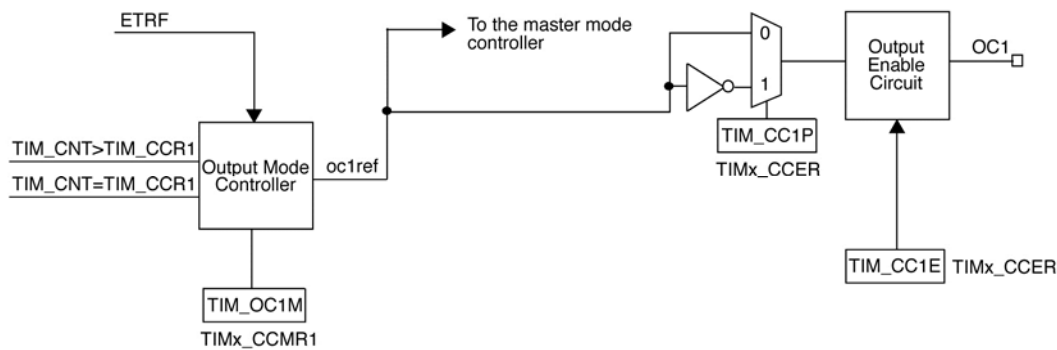 ETRF
To the master mode
controller
0
1
Output
Enable
Circuit
OC1
TIM_CNT>TIM_CCR1
TIM_CNT=TIM_CCR1
Output Mode
Controller
oc1ref
TIM_CC1P
TIMx_CCER
TIM_CC1E
TIMx_CCER
TIM_OC1M
TIMx_CCMR1